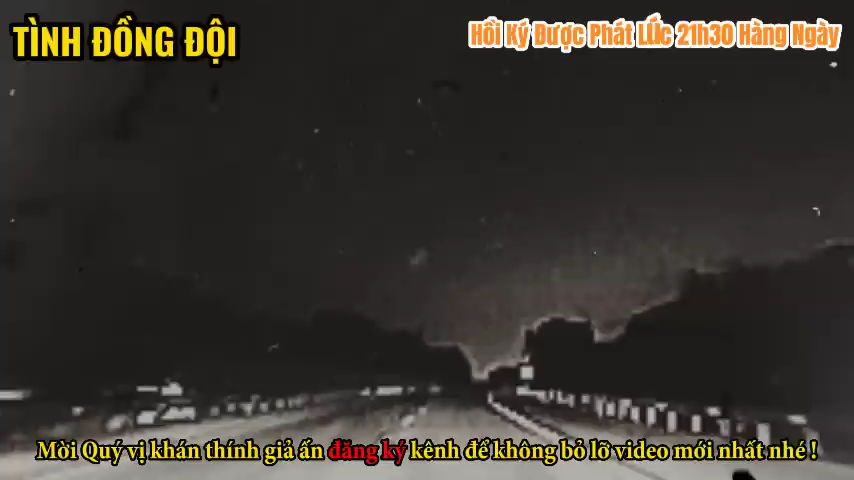 TÌNH ĐỒNG ĐỘI
Hồi Ký Được Phát LÚc 21h30 Hàng Ngày
Mời Quý vị khán thính giả ấn đăng ký kênh để không bỏ lỡ video mới nhất nhé !